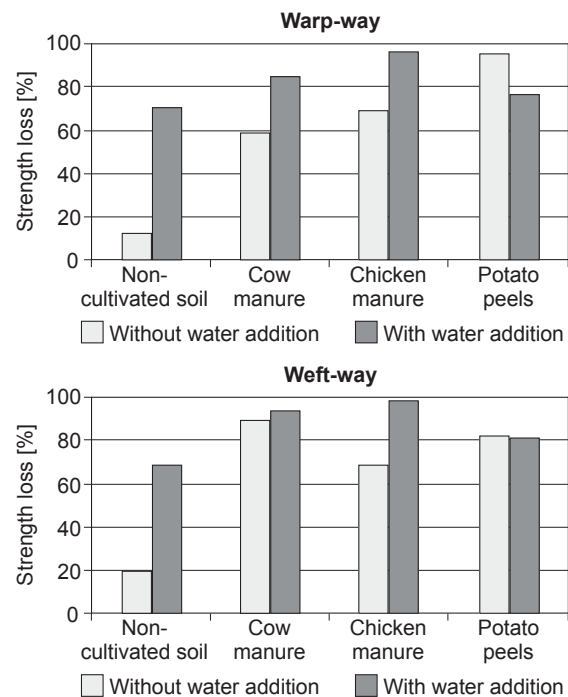 Warp-way
Strength loss [%]
100
80
60
40
20
0
Non-
cultivated soil
Cow
manure
Chicken
manure
Potato
peels
Without water addition
With water addition
Weft-way
Strength loss [%]
100
80
60
40
20
0
Non-
cultivated soil
Cow
manure
Chicken
manure
Potato
peels
Without water addition
With water addition